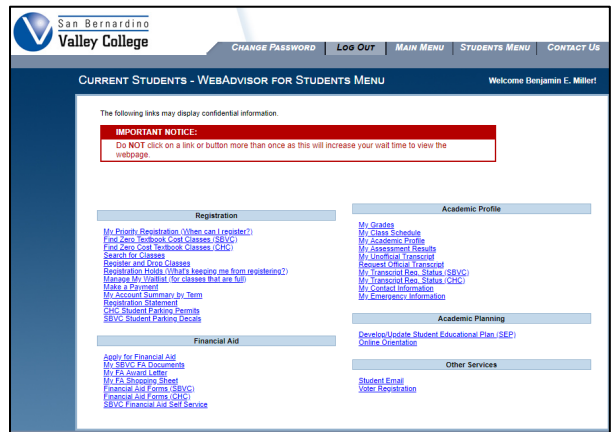 San Bernardino
Valley College
CHANGE PASSWORD
LOG OUT
MAIN MENU
STUDENTS MENU
CONTACT US
CURRENT STUDENTS - WEBADVISOR FOR STUDENTS MENU
Welcome Benjamin E. Miller!
The following links may display confidential information.
IMPORTANT NOTICE:
Do NOT click on a link or button more than once as this will increase your wait time to view the
webpage.
Registration
My Priority Registration (When can I register?)
Find Zero Textbook Cost Classes (SBVC)
Find Zero Cost Textbook Classes (CHC)
Search for Classes
Register and Drop Classes
Registration Holds (What's keeping me from registering?)
Manage My Waitlist (for classes that are full)
Make a Payment
My Account Summary by Term
Registration Statement
CHC Student Parking Permits
SBVC Student Parking Decals
Financial Aid
Apply for Financial Aid
My SBVC FA Documents
My FA Award Letter
My FA Shopping Sheet
Financial Aid Forms (SBVC)
Financial Aid Forms (CHC)
SBVC Financial Aid Self Service
Academic Profile
My Grades
My Class Schedule
My Academic Profile
My Assessment Results
My Unofficial Transcript
Request Official Transcript
My Transcript Req. Status (SBVC)
My Transcript Req. Status (CHC)
My Contact Information
My Emergency Information
Academic Planning
Develop/Update Student Educational Plan (SEP)
Online Orientation
Other Services
Student Email
Voter Registration